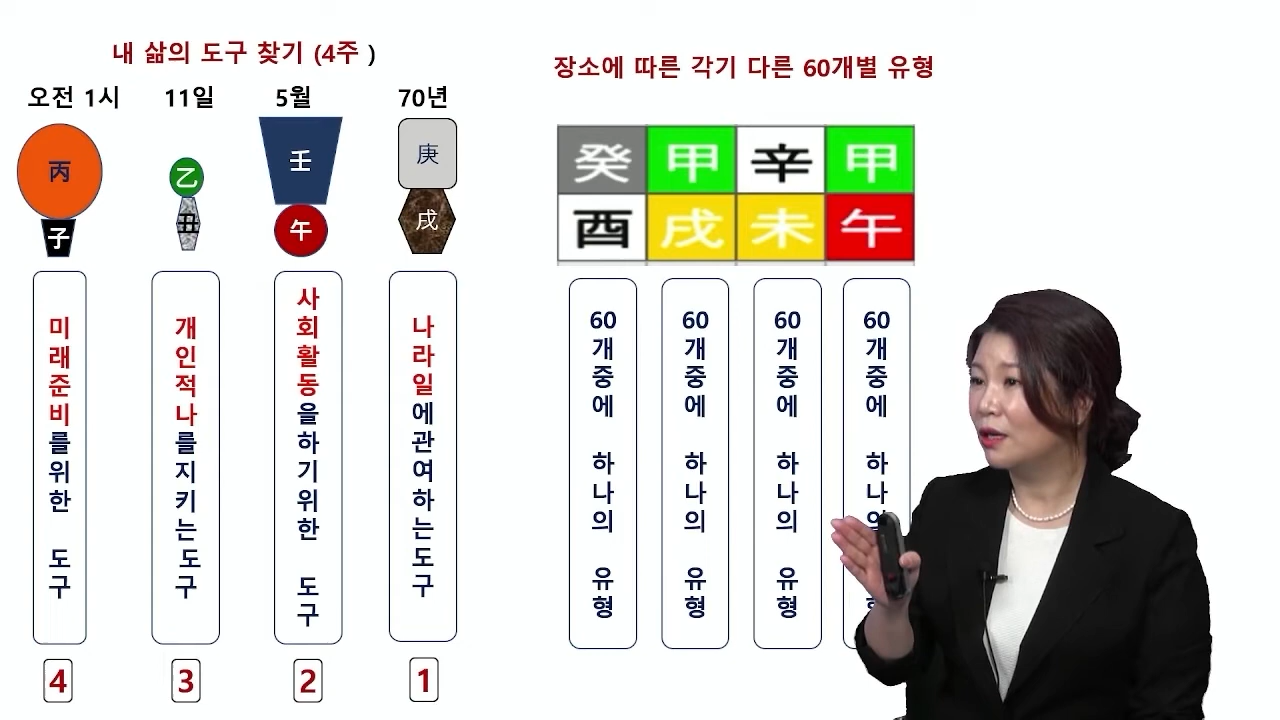 내 삶의 도구 찾기 (4주 )
오전 1시
11일
5월
70년
丙
乙
壬
庚
子
丑
午
戌
미래준비를위한 도구
개인적나를지키는도구
사회활동을하기위한 도구
나라일에관여하는도구
4
3
2
1
장소에 따른 각기 다른 60개별 유형
癸 甲 辛 甲
酉 戌 未 午
60개중에 하나의 유형
60개중에 하나의 유형
60개중에 하나의 유형
60개중에 하나의